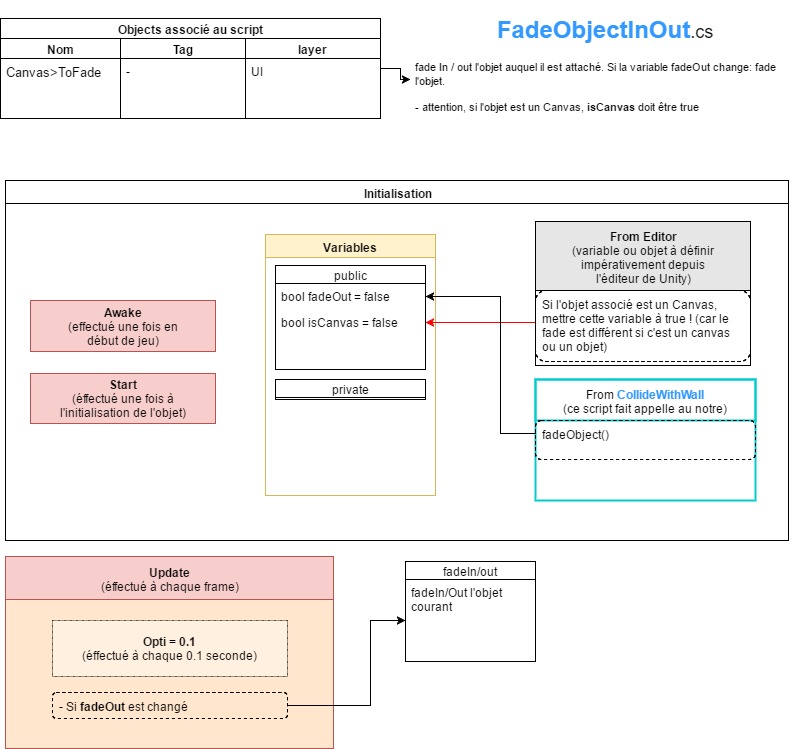 Objects associé au script
Nom
Tag
layer
Canvas>ToFade
-
UI
FadeObjectInOut.cs
fade In / out l'objet auquel il est attaché. Si la variable fadeOut change: fade
l'objet.
- attention, si l'objet est un Canvas, isCanvas doit être true
Initialisation
Awake
(effectué une fois en
début de jeu)
Start
(éffectué une fois à
l'initialisation de l'objet)
Variables
public
bool fadeOut = false
bool isCanvas = false
private
From Editor
(variable ou objet à définir
impérativement depuis
l'éditeur de Unity)
Si l'objet associé est un Canvas,
mettre cette variable à true ! (car le
fade est différent si c'est un canvas
ou un objet)
From CollideWithWall
(ce script fait appelle au notre)
fadeObject()
Update
(éffectué à chaque frame)
Opti = 0.1
(éffectué à chaque 0.1 seconde)
- Si fadeOut est changé
fadeIn/out
fadeIn/Out l'objet
courant